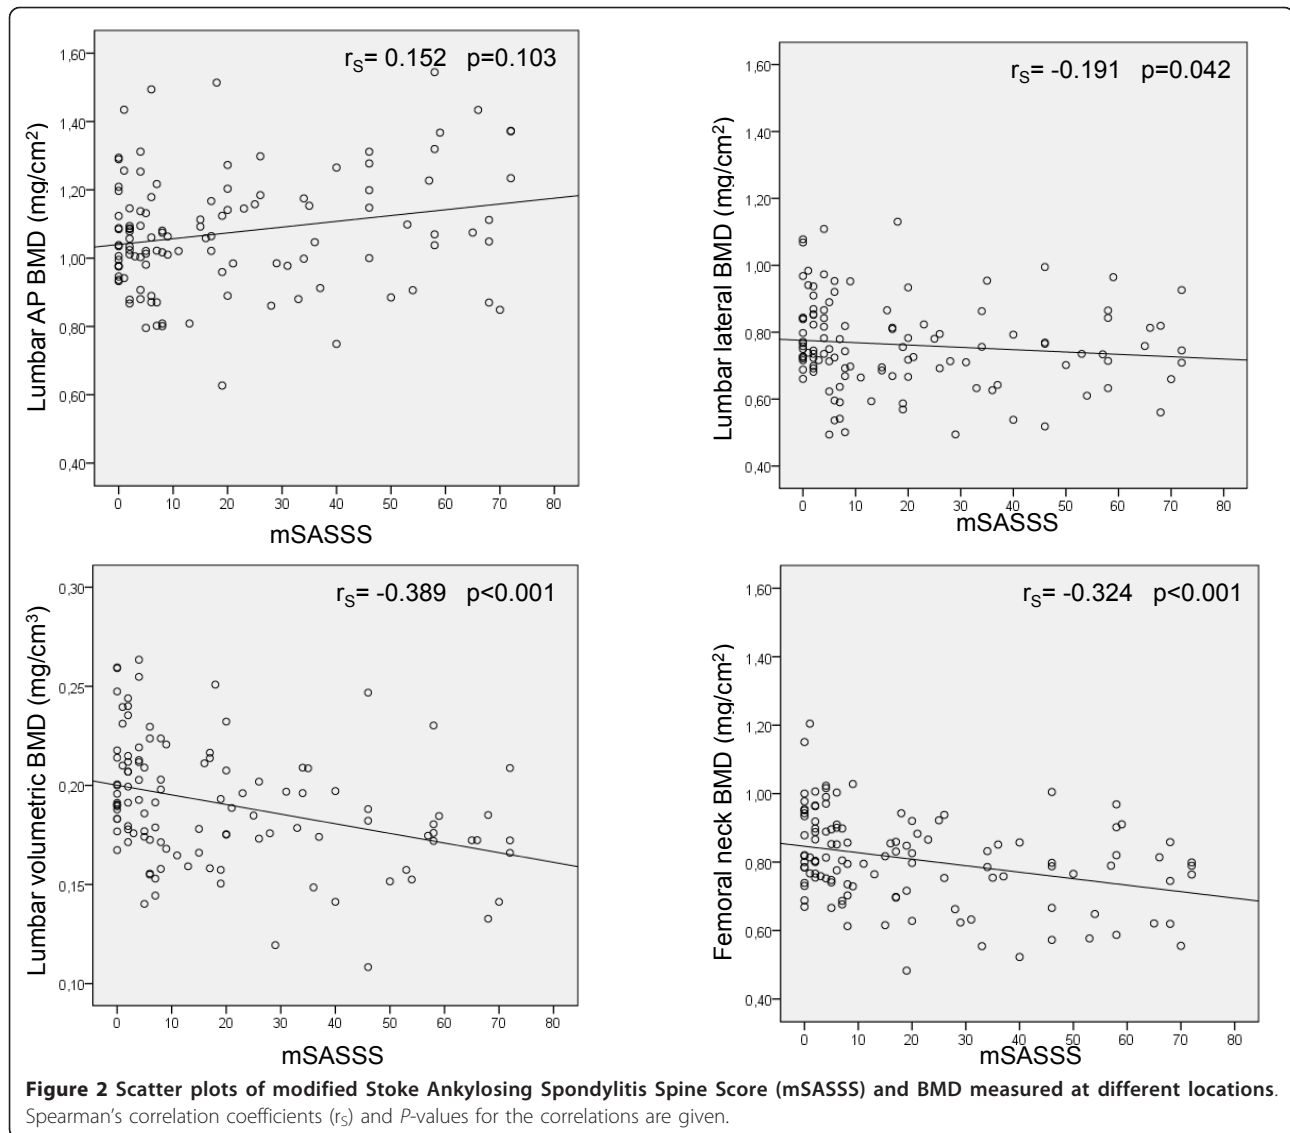 rS= 0.152 p=0.103
Lumbar AP BMD (mg/cm2)
1,60
1,40
1,20
1,00
0,80
0,60
0,40
0 10 20 30 40 50 60 70 80
mSASSS
rS= -0.191 p=0.042
Lumbar lateral BMD (mg/cm2)
1,60
1,40
1,20
1,00
0,80
0,60
0,40
0 10 20 30 40 50 60 70 80
mSASSS
rS= -0.389 p<0.001
Lumbar volumetric BMD (mg/cm3)
0,30
0,25
0,20
0,15
0,10
0 10 20 30 40 50 60 70 80
mSASSS
rS= -0.324 p<0.001
Femoral neck BMD (mg/cm2)
1,60
1,40
1,20
1,00
0,80
0,60
0,40
0 10 20 30 40 50 60 70 80
mSASSS
Figure 2 Scatter plots of modified Stoke Ankylosing Spondylitis Spine Score (mSASSS) and BMD measured at different locations.
Spearman's correlation coefficients (rS) and P-values for the correlations are given.